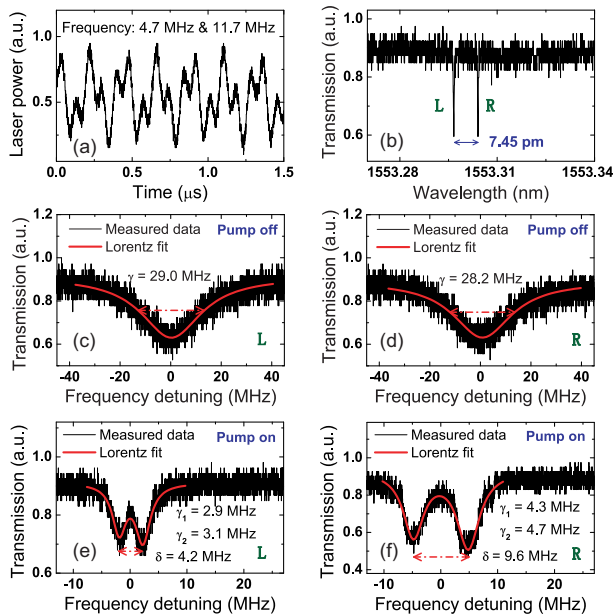 Frequency: 4.7 MHz & 11.7 MHz
Laser power (a.u.)
1.0
0.5
0.0
(a)
0.0 0.5 1.0 1.5
Time (μs)
Transmission (a.u.)
1.0
0.9
0.8
0.7
0.6
L R
7.45 pm
(b)
1553.28 1553.31 1553.34
Wavelength (nm)
Transmission (a.u.)
1.2
1.0
0.8
0.6
Measured data
Pump off
Lorentz fit
γ = 29.0 MHz
(c) L
-40 -20 0 20 40
Frequency detuning (MHz)
Transmission (a.u.)
1.2
1.0
0.8
0.6
Measured data
Pump off
Lorentz fit
γ = 28.2 MHz
(d) R
-40 -20 0 20 40
Frequency detuning (MHz)
Transmission (a.u.)
1.2
1.0
0.8
0.6
Measured data
Pump on
Lorentz fit
γ1 = 2.9 MHz
γ2 = 3.1 MHz
δ = 4.2 MHz
(e) L
-10 0 10 20
Frequency detuning (MHz)
Transmission (a.u.)
1.2
1.0
0.8
0.6
0.4
Measured data
Pump on
Lorentz fit
γ1 = 4.3 MHz
γ2 = 4.7 MHz
δ = 9.6 MHz
(f) R
-10 0 10 20
Frequency detuning (MHz)